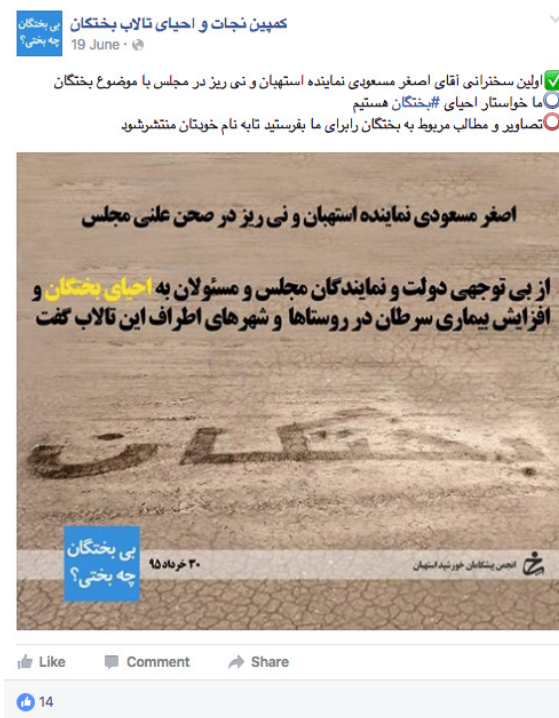 بی بختگان
چه بختی؟
کمپین نجات و احیای تالاب بختگان
19 June ·
اولین سخنرانی آقای اصغر مسعودی نماینده استهبان و نی ریز در مجلس با موضوع بختگان
ما خواستار احیای #بختگان هستیم
تصاویر و مطالب مربوط به بختگان رابرای ما بفرستید تابه نام خودتان منتشرشود
اصغر مسعودی نماینده استهبان و نی ریز در صحن علنی مجلس
از بی توجهی دولت و نمایندگان مجلس و مسئولان به احیای بختگان و
افزایش بیماری سرطان در روستاها و شهرهای اطراف این تالاب گفت
بختگان
بی بختگان
چه بختی؟
۳۰ خرداد ۹۵
انجمن پیشگامان خورشید استهبان
Like Comment Share
14